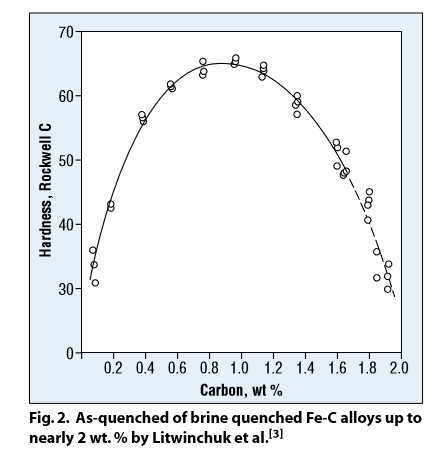 70
60
50
40
30
0
Hardness, Rockwell C
0.2 0.4 0.6 0.8 1.0 1.2 1.4 1.6 1.8 2.0
Carbon, wt %
Fig. 2. As-quenched of brine quenched Fe-C alloys up to
nearly 2 wt. % by Litwinchuk et al.[3]